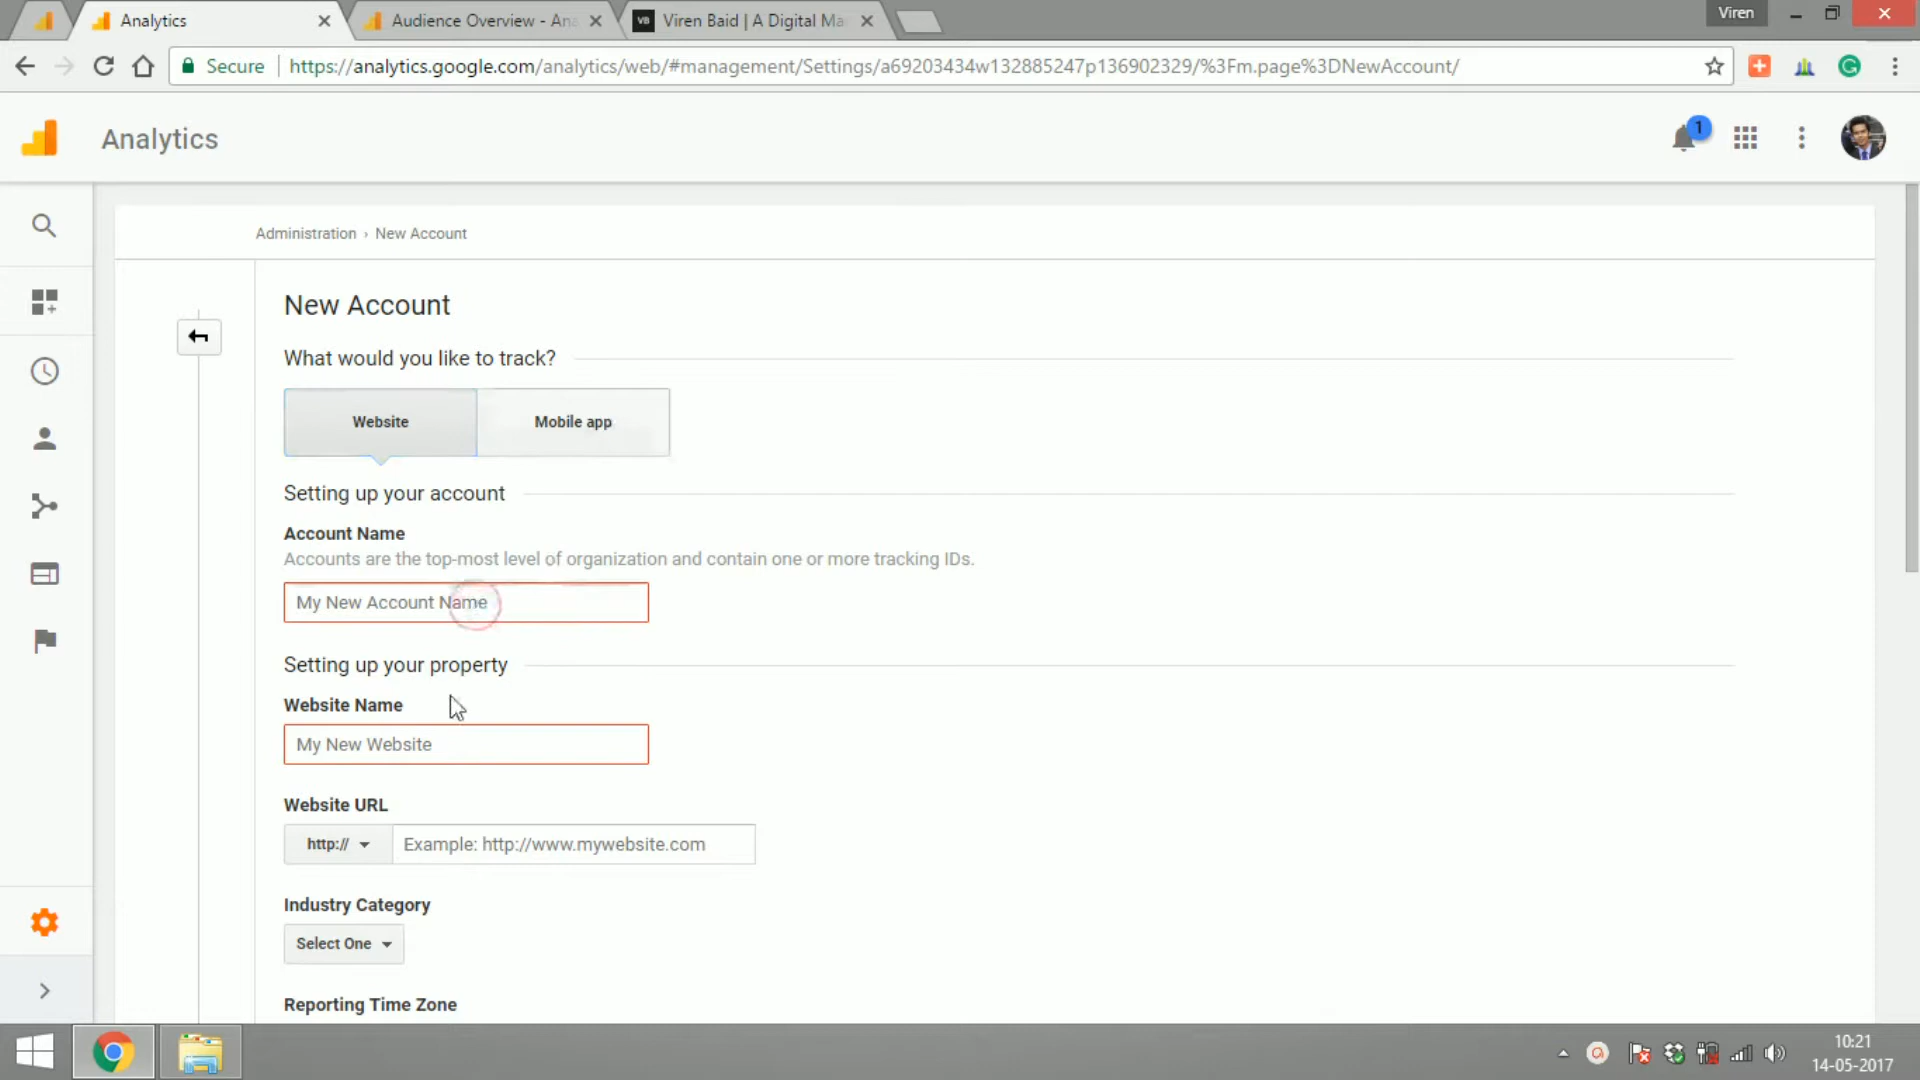 Analytics
Audience Overview - Ana
VB Viren Baid | A Digital Ma
Viren
Secure
https://analytics.google.com/analytics/web/#management/Settings/a69203434w132885247p136902329/%3Fm.page%3DNewAccount/
Analytics
1
Administration › New Account
New Account
What would you like to track?
Website
Mobile app
Setting up your account
Account Name
Accounts are the top-most level of organization and contain one or more tracking IDs.
My New Account Name
Setting up your property
Website Name
My New Website
Website URL
http://
Example: http://www.mywebsite.com
Industry Category
Select One
Reporting Time Zone
10:21
14-05-2017